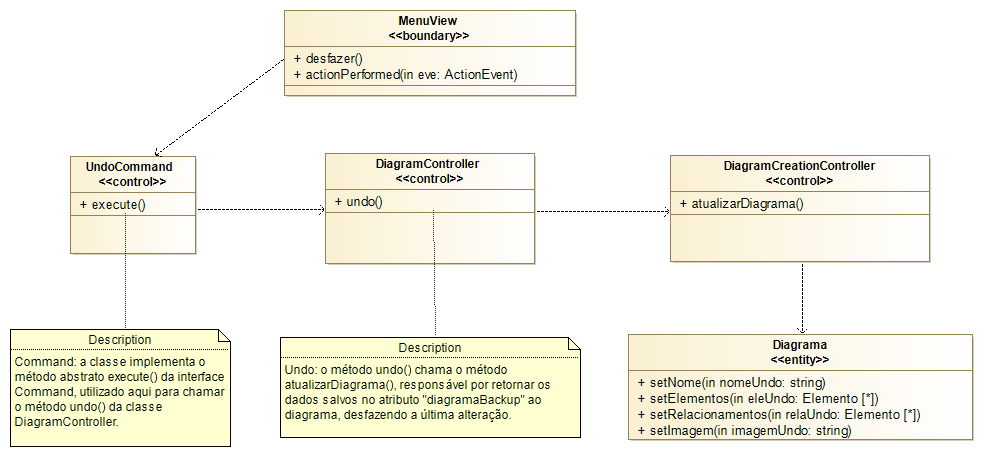 MenuView
<<boundary>>
+ desfazer()
+ actionPerformed(in eve: ActionEvent)
UndoCommand
<<control>>
+ execute()
DiagramController
<<control>>
+ undo()
DiagramCreationController
<<control>>
+ atualizarDiagrama()
Description
Command: a classe implementa o
método abstrato execute() da interface
Command, utilizado aqui para chamar
o método undo() da classe
DiagramController.
Description
Undo: o método undo() chama o método
atualizarDiagrama(), responsável por retornar os
dados salvos no atributo "diagramaBackup" ao
diagrama, desfazendo a última alteração.
Diagrama
<<entity>>
+ setNome(in nomeUndo: string)
+ setElementos(in eleUndo: Elemento [*])
+ setRelacionamentos(in relaUndo: Elemento [*])
+ setImagem(in imagemUndo: string)